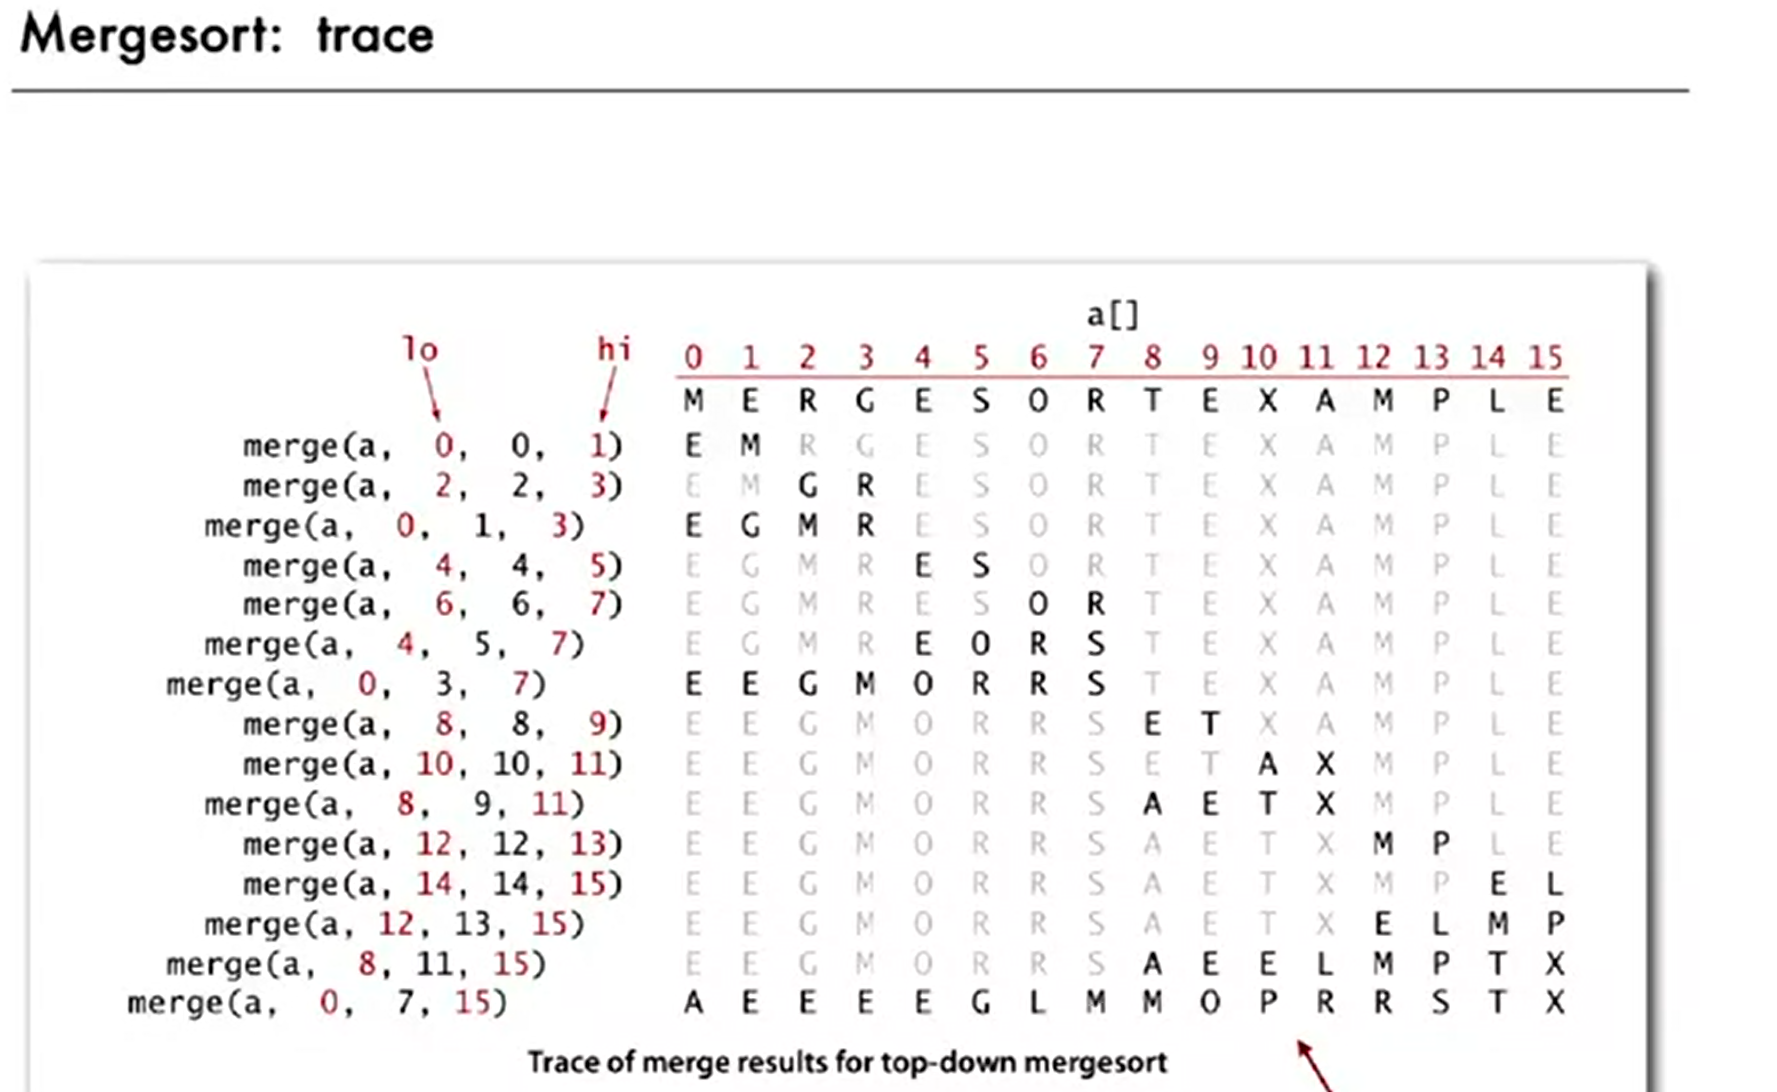 Mergesort: trace
a[]
lo hi 0 1 2 3 4 5 6 7 8 9 10 11 12 13 14 15
M E R G E S O R T E X A M P L E
merge(a, 0, 0, 1) E M R G E S O R T E X A M P L E
merge(a, 2, 2, 3) E M G R E S O R T E X A M P L E
merge(a, 0, 1, 3) E G M R E S O R T E X A M P L E
merge(a, 4, 4, 5) E G M R E S O R T E X A M P L E
merge(a, 6, 6, 7) E G M R E S O R T E X A M P L E
merge(a, 4, 5, 7) E G M R E O R S T E X A M P L E
merge(a, 0, 3, 7) E E G M O R R S T E X A M P L E
merge(a, 8, 8, 9) E E G M O R R S E T X A M P L E
merge(a, 10, 10, 11) E E G M O R R S E T A X M P L E
merge(a, 8, 9, 11) E E G M O R R S A E T X M P L E
merge(a, 12, 12, 13) E E G M O R R S A E T X M P L E
merge(a, 14, 14, 15) E E G M O R R S A E T X M P E L
merge(a, 12, 13, 15) E E G M O R R S A E T X E L M P
merge(a, 8, 11, 15) E E G M O R R S A E E L M P T X
merge(a, 0, 7, 15) A E E E E G L M M O P R R S T X
Trace of merge results for top-down mergesort